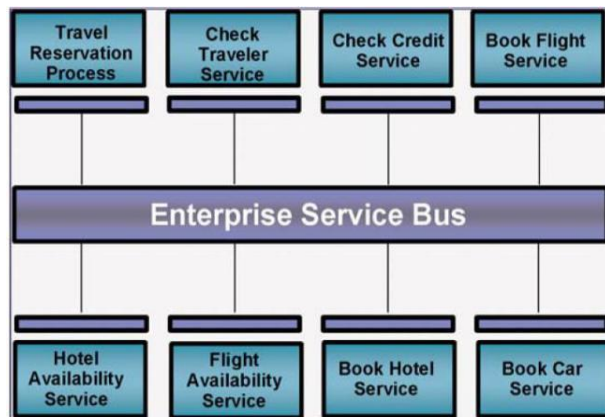 Travel
Reservation
Process
Check
Traveler
Service
Check Credit
Service
Book Flight
Service
Enterprise Service Bus
Hotel
Availability
Service
Flight
Availability
Service
Book Hotel
Service
Book Car
Service